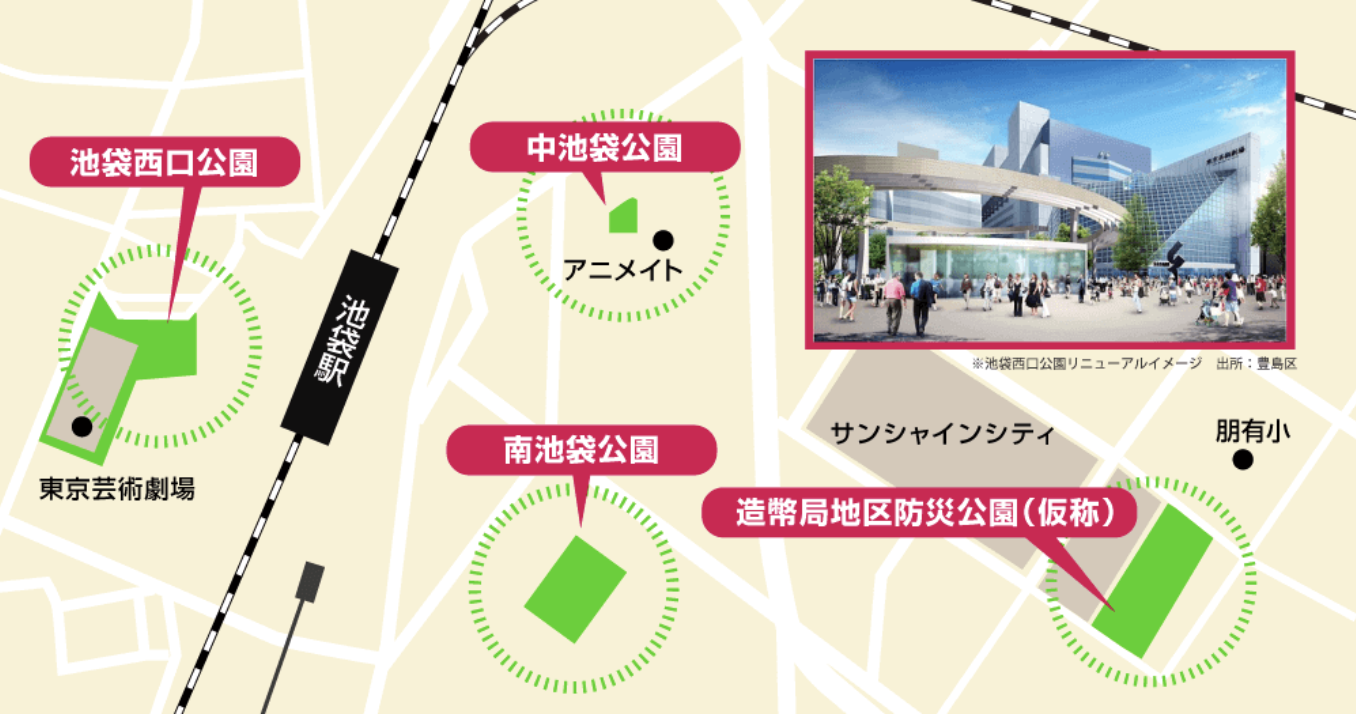 池袋西口公園
中池袋公園
アニメイト
池袋駅
※池袋西口公園リニューアルイメージ 出所：豊島区
サンシャインシティ
朋有小
南池袋公園
東京芸術劇場
造幣局地区防災公園（仮称）